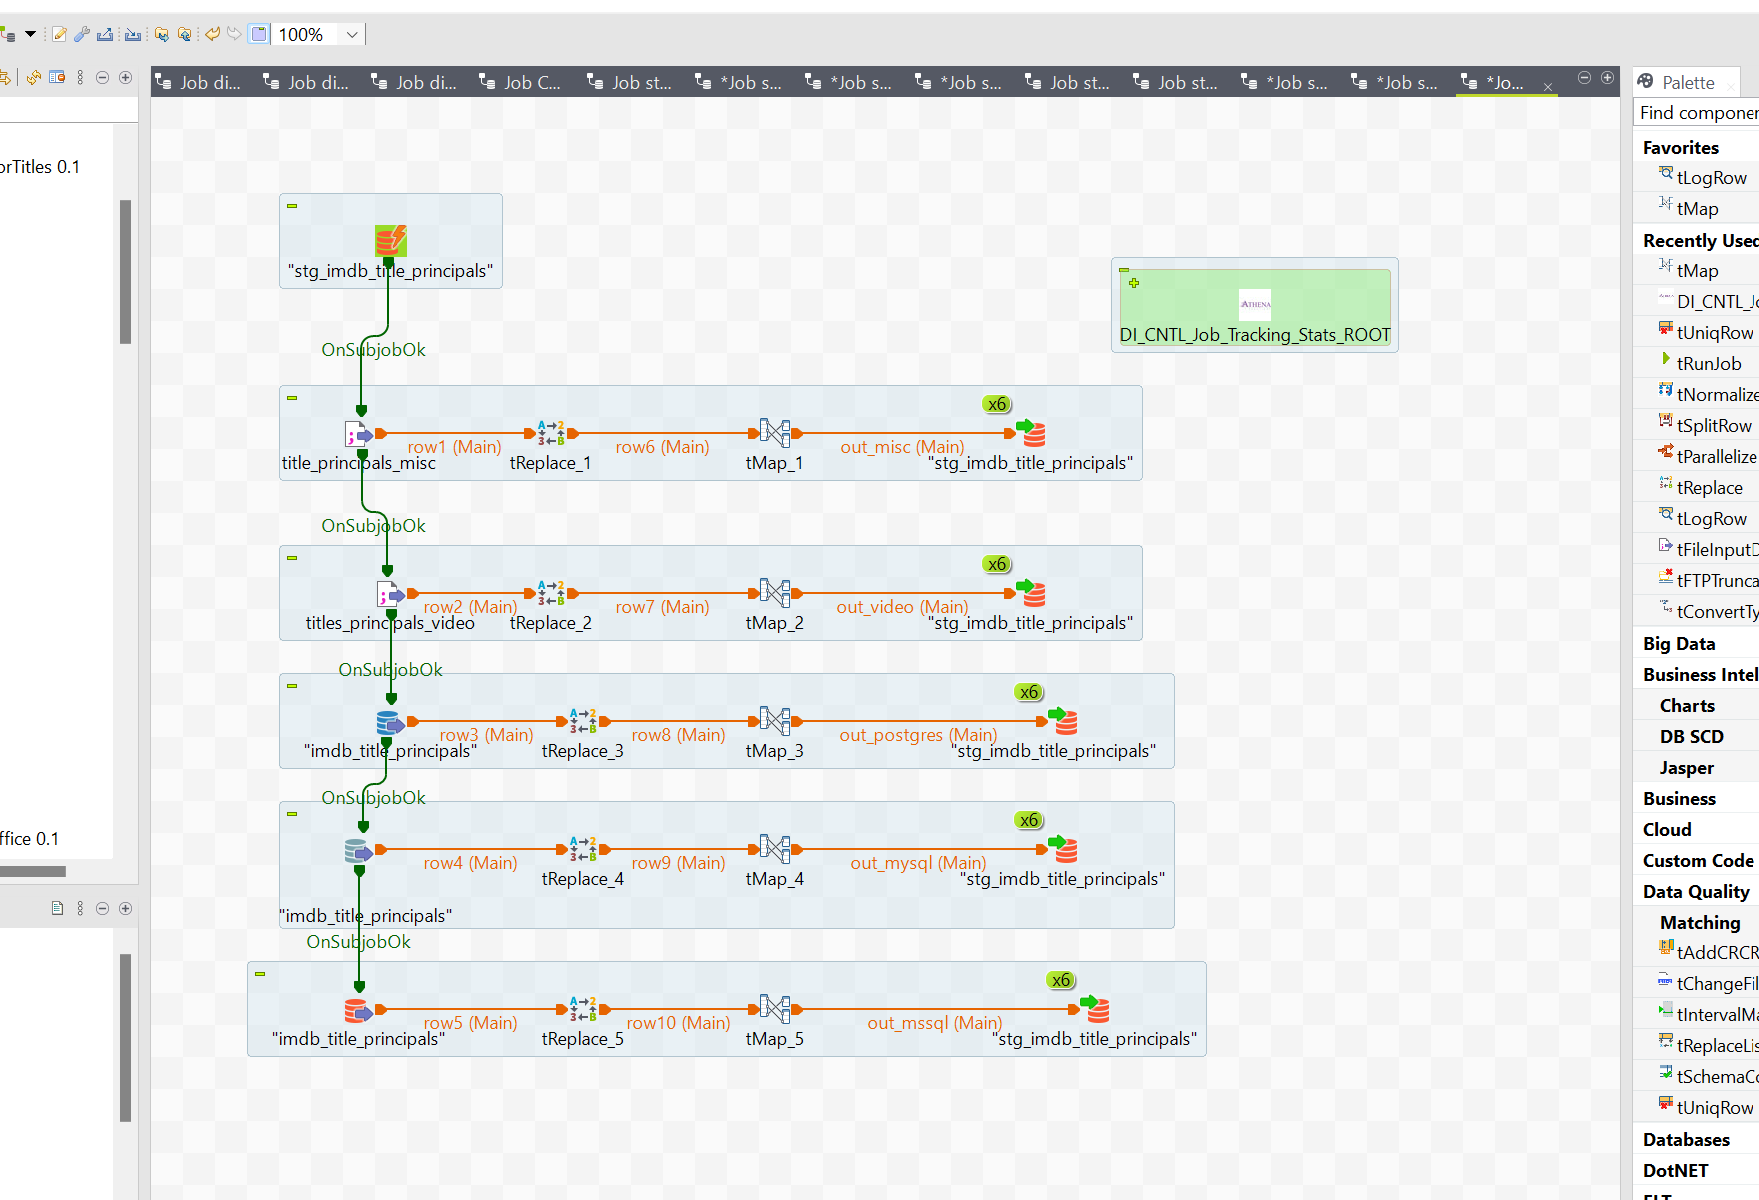 100%
Job di...
Job di...
Job di...
Job C...
Job st...
*Job s...
*Job s...
*Job s...
Job st...
Job st...
*Job s...
*Job s...
*Jo...
Palette
Find componen
orTitles 0.1
ffice 0.1
"stg_imdb_title_principals"
OnSubjobOk
ATHENA
DI_CNTL_Job_Tracking_Stats_ROOT
x6
row1 (Main)
row6 (Main)
out_misc (Main)
title_principals_misc
tReplace_1
tMap_1
"stg_imdb_title_principals"
OnSubjobOk
x6
row2 (Main)
row7 (Main)
out_video (Main)
titles_principals_video
tReplace_2
tMap_2
"stg_imdb_title_principals"
OnSubjobOk
x6
row3 (Main)
row8 (Main)
out_postgres (Main)
"imdb_title_principals"
tReplace_3
tMap_3
"stg_imdb_title_principals"
OnSubjobOk
x6
row4 (Main)
row9 (Main)
out_mysql (Main)
tReplace_4
tMap_4
"stg_imdb_title_principals"
"imdb_title_principals"
OnSubjobOk
x6
row5 (Main)
row10 (Main)
out_mssql (Main)
"imdb_title_principals"
tReplace_5
tMap_5
"stg_imdb_title_principals"
Favorites
tLogRow
tMap
Recently Used
tMap
DI_CNTL_Jo
tUniqRow
tRunJob
tNormalize
tSplitRow
tParallelize
tReplace
tLogRow
tFileInputD
tFTPTrunca
tConvertTy
Big Data
Business Intel
Charts
DB SCD
Jasper
Business
Cloud
Custom Code
Data Quality
Matching
tAddCRCR
tChangeFil
tIntervalMa
tReplaceLis
tSchemaCo
tUniqRow
Databases
DotNET